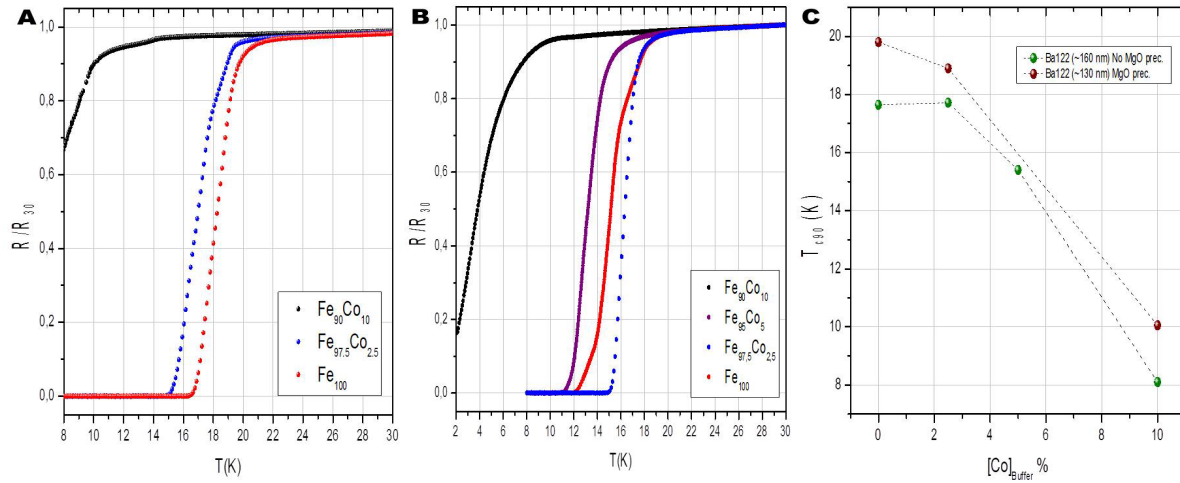 A
1,0
0,8
0,6
0,4
0,2
0,0
R /R 30
8 10 12 14 16 18 20 22 24 26 28 30
T(K)
Fe90Co10
Fe97,5Co2,5
Fe100
B
1,0
0,8
0,6
0,4
0,2
0,0
R /R 30
2 4 6 8 10 12 14 16 18 20 22 24 26 28 30
T(K)
Fe90Co10
Fe95Co5
Fe97,5Co2,5
Fe100
C
20
18
16
14
12
10
8
Tc90 (K)
0 2 4 6 8 10
[Co]Buffer %
Ba122 (~160 nm) No MgO prec.
Ba122 (~130 nm) MgO prec.